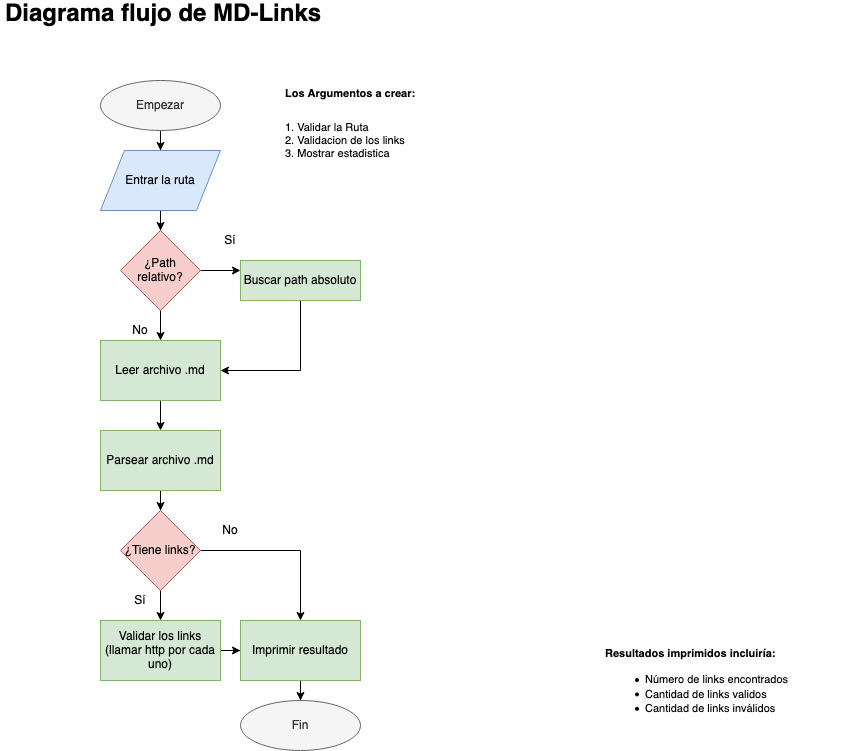 Diagrama flujo de MD-Links
Empezar
Los Argumentos a crear:
1. Validar la Ruta
2. Validacion de los links
3. Mostrar estadistica
Entrar la ruta
Sí
¿Path
relativo?
Buscar path absoluto
No
Leer archivo .md
Parsear archivo .md
No
¿Tiene links?
Sí
Validar los links
(llamar http por cada
uno)
Imprimir resultado
Fin
Resultados imprimidos incluiría:
• Número de links encontrados
• Cantidad de links validos
• Cantidad de links inválidos